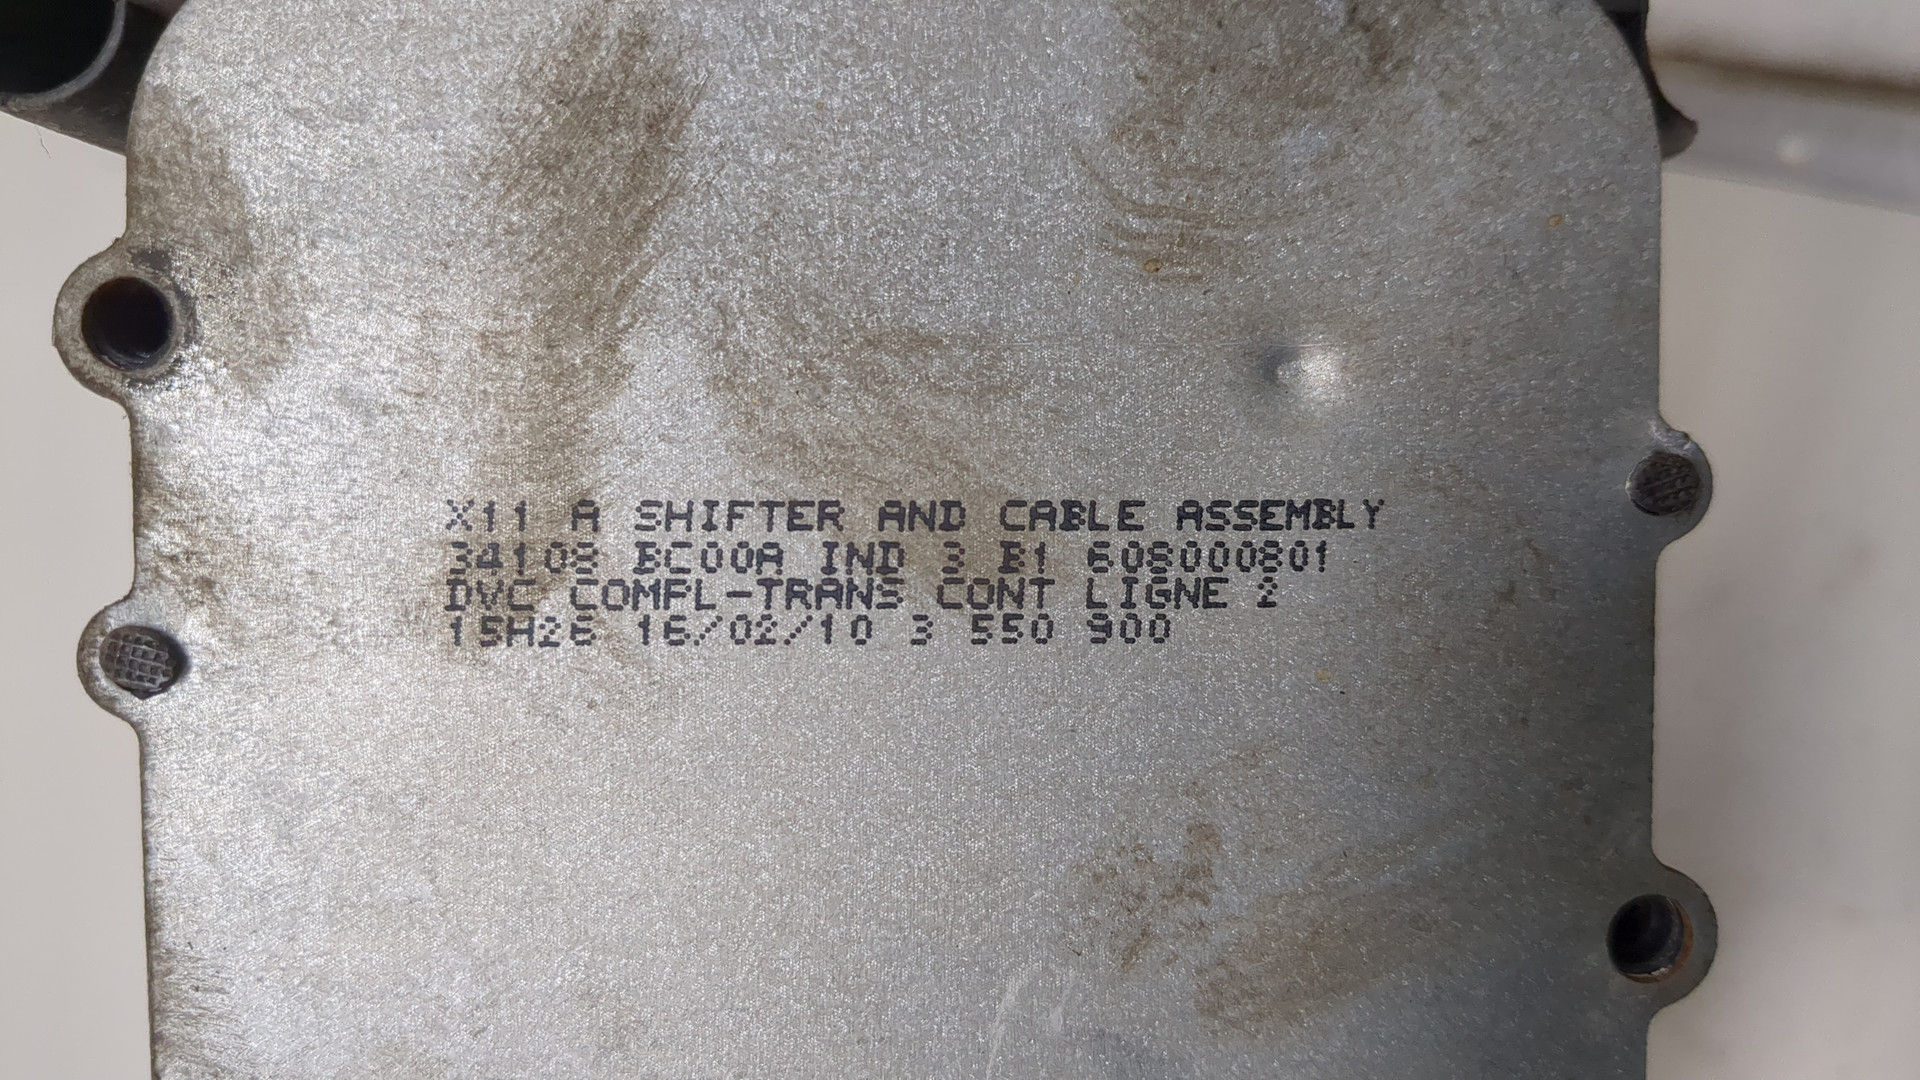 X11 A SHIFTER AND CABLE ASSEMBLY
34108 BC00A IND 3 B1 608000801
DVC COMPL-TRANS CONT LIGNE 2
15H26 16/02/10 3 550 900